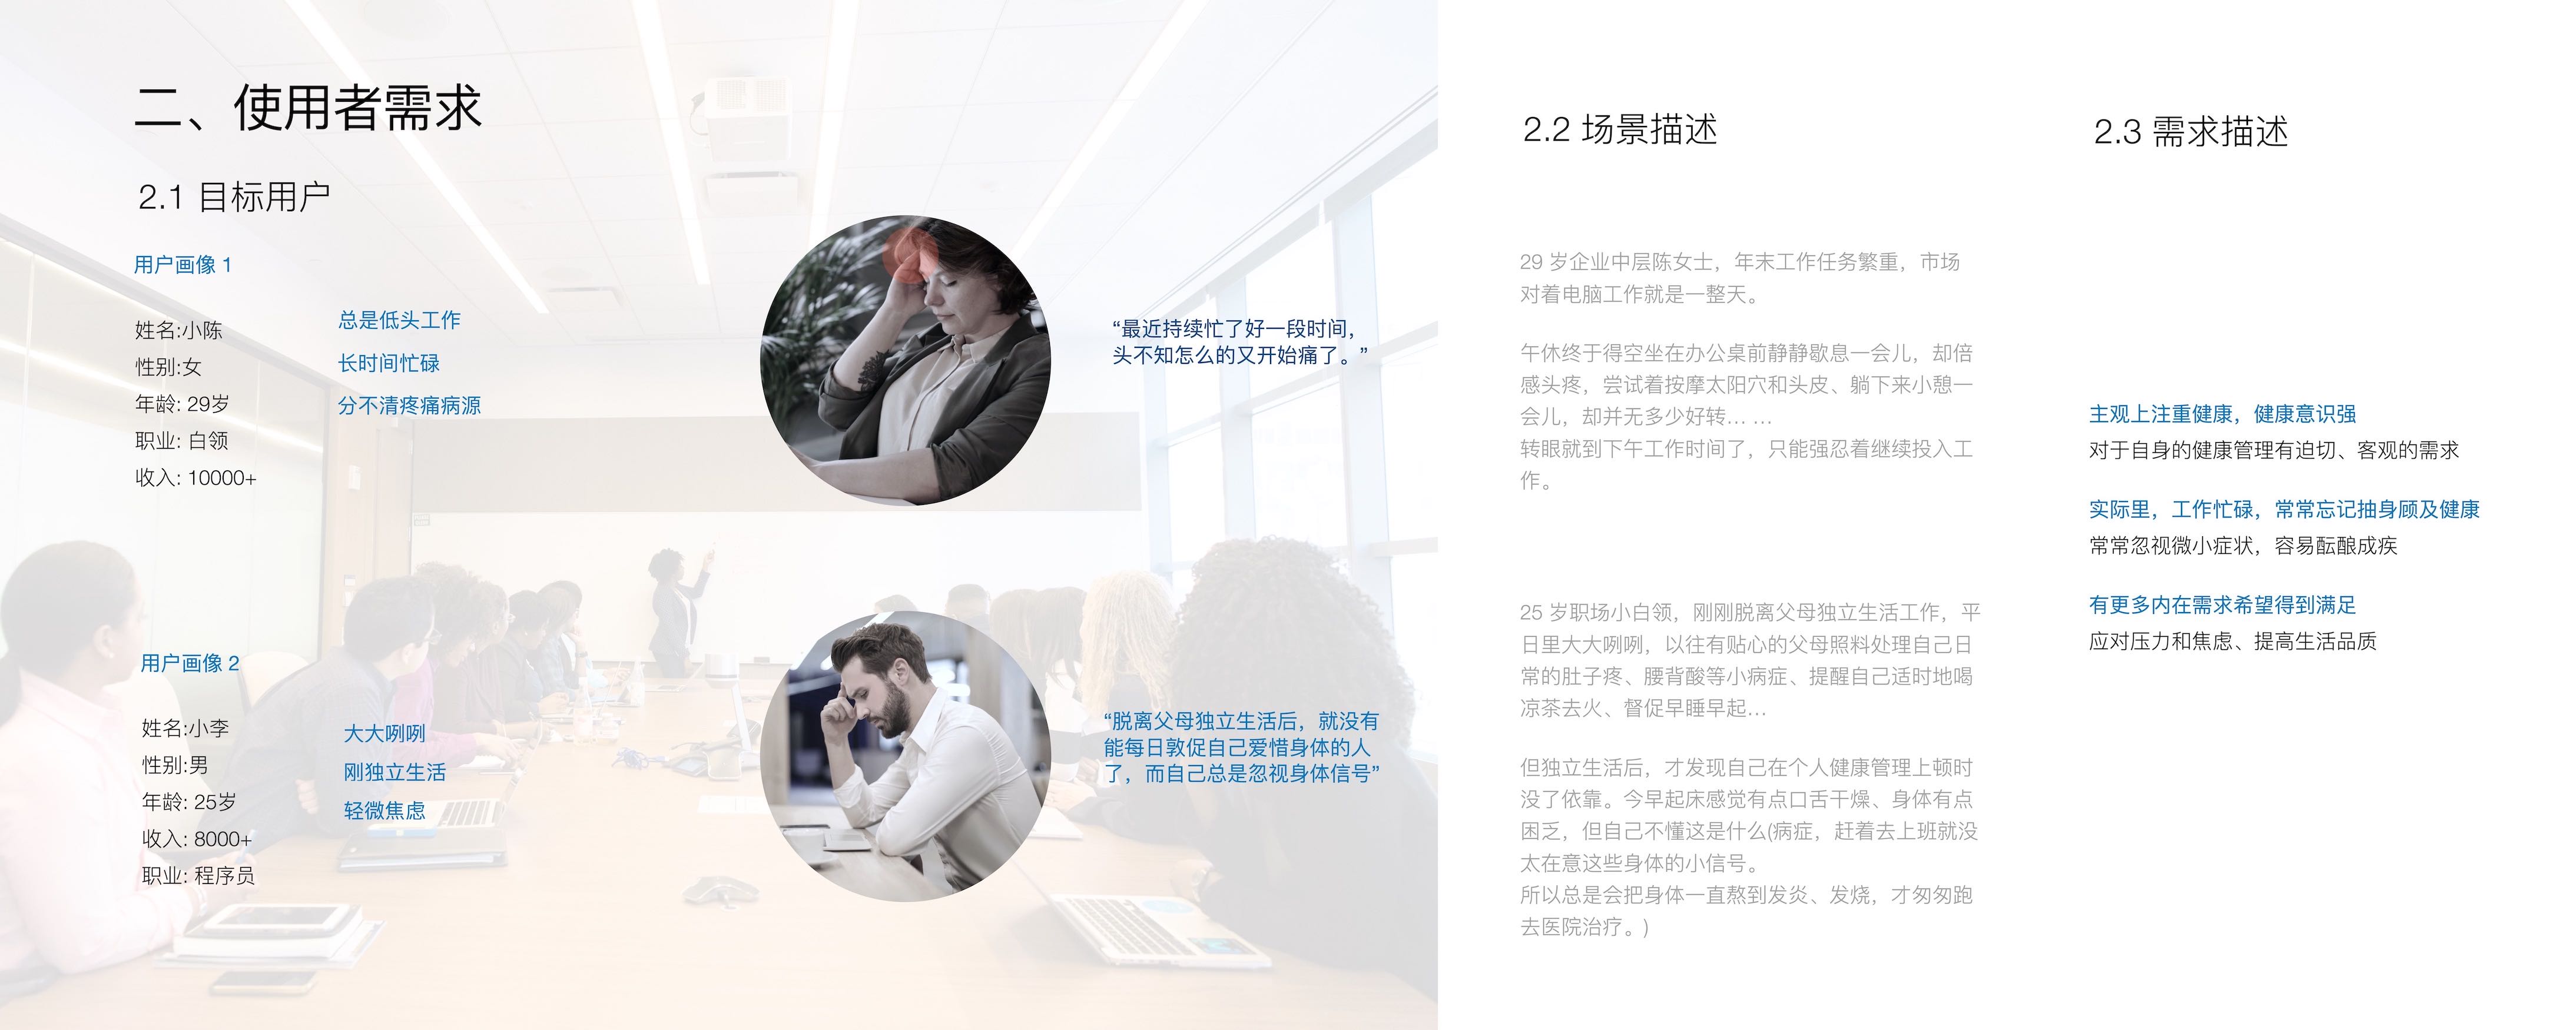 二、使用者需求
2.1 目标用户
用户画像 1
姓名:小陈
性别:女
年龄: 29岁
职业: 白领
收入: 10000+
总是低头工作
长时间忙碌
分不清疼痛病源
“最近持续忙了好一段时间，
头不知怎么的又开始痛了。”
用户画像 2
姓名:小李
性别:男
年龄: 25岁
收入: 8000+
职业: 程序员
大大咧咧
刚独立生活
轻微焦虑
“脱离父母独立生活后，就没有
能每日敦促自己爱惜身体的人
了，而自己总是忽视身体信号”
2.2 场景描述
29 岁企业中层陈女士，年末工作任务繁重，市场
对着电脑工作就是一整天。
午休终于得空坐在办公桌前静静歇息一会儿，却倍
感头疼，尝试着按摩太阳穴和头皮、躺下来小憩一
会儿，却并无多少好转... ...
转眼就到下午工作时间了，只能强忍着继续投入工
作。
25 岁职场小白领，刚刚脱离父母独立生活工作，平
日里大大咧咧，以往有贴心的父母照料处理自己日
常的肚子疼、腰背酸等小病症、提醒自己适时地喝
凉茶去火、督促早睡早起...
但独立生活后，才发现自己在个人健康管理上顿时
没了依靠。今早起床感觉有点口舌干燥、身体有点
困乏，但自己不懂这是什么(病症，赶着去上班就没
太在意这些身体的小信号。
所以总是会把身体一直熬到发炎、发烧，才匆匆跑
去医院治疗。)
2.3 需求描述
主观上注重健康，健康意识强
对于自身的健康管理有迫切、客观的需求
实际里，工作忙碌，常常忘记抽身顾及健康
常常忽视微小症状，容易酝酿成疾
有更多内在需求希望得到满足
应对压力和焦虑、提高生活品质